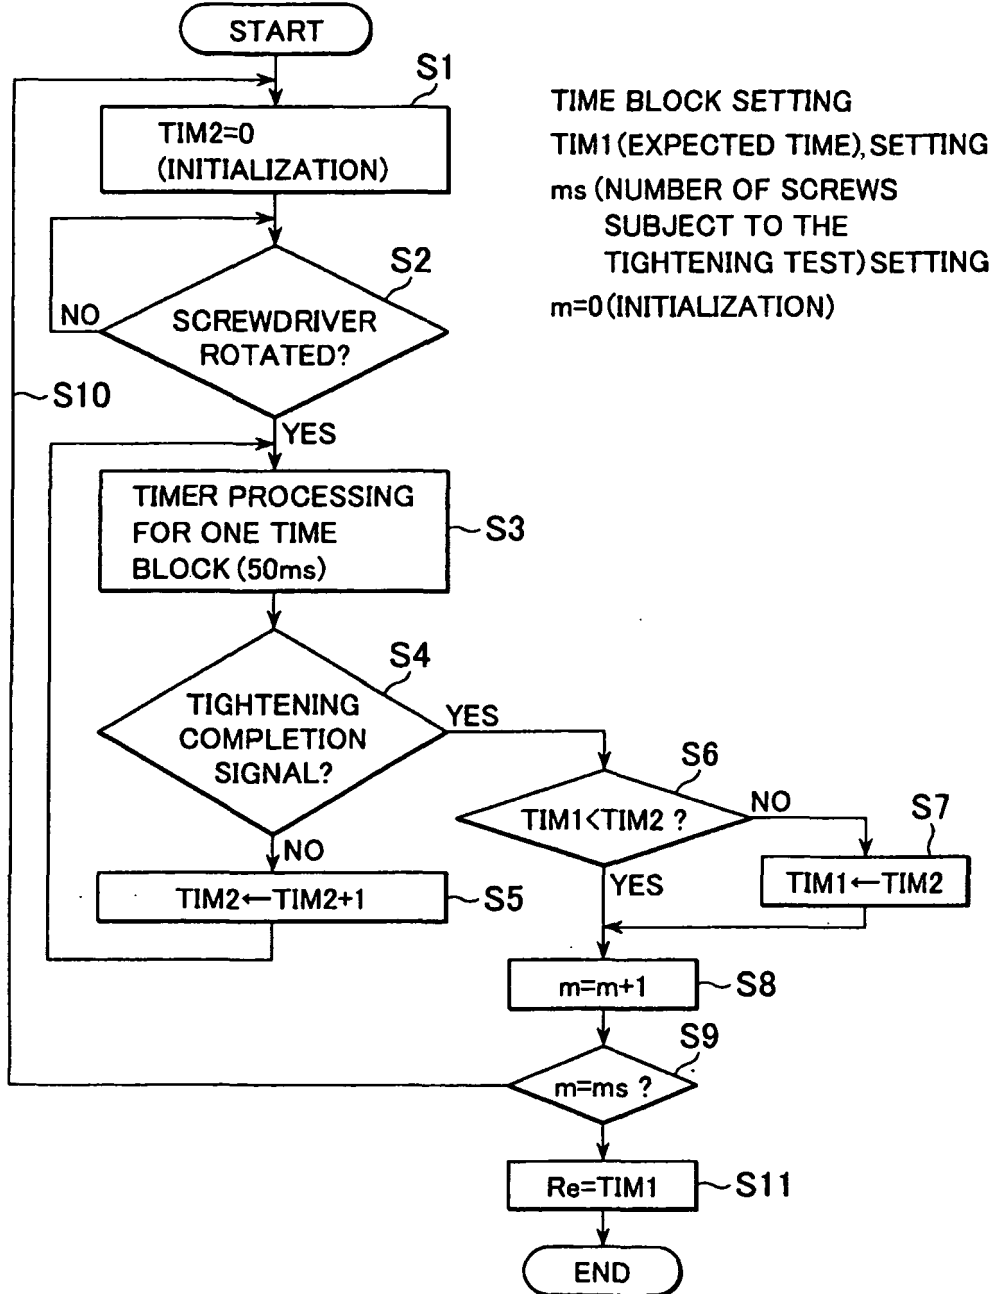 START
S1
TIM2=0
(INITIALIZATION)
TIME BLOCK SETTING
TIM1(EXPECTED TIME), SETTING
ms(NUMBER OF SCREWS
SUBJECT TO THE
TIGHTENING TEST)SETTING
m=0(INITIALIZATION)
S2
NO
SCREWDRIVER
ROTATED?
S10
YES
TIMER PROCESSING
FOR ONE TIME
BLOCK(50ms)
S3
S4
TIGHTENING
COMPLETION
SIGNAL?
YES
NO
TIM2←TIM2+1
S5
S6
TIM1<TIM2 ?
NO
YES
S7
TIM1←TIM2
m=m+1
S8
S9
m=ms ?
Re=TIM1
S11
END